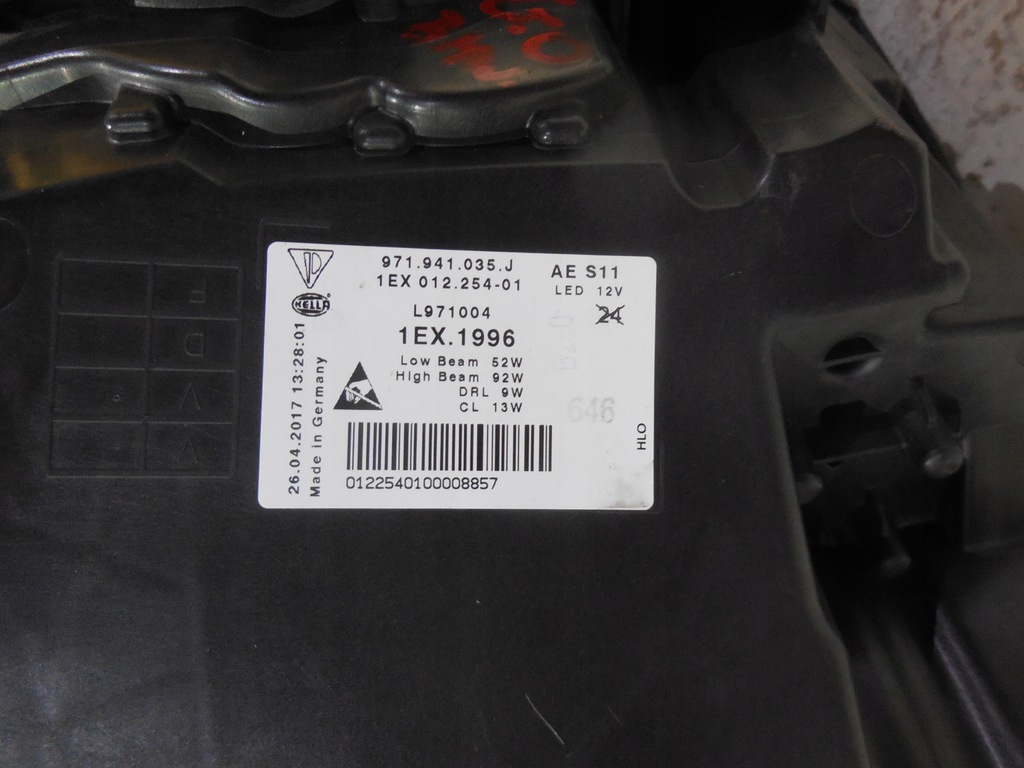 971.941.035.J
1EX 012.254-01
AE S11
LED 12V
24
HELLA
L971004
1EX.1996
Low Beam 52W
High Beam 92W
DRL 9W
CL 13W
646
HLO
26.04.2017 13:28:01
Made in Germany
0122540100008857
F
D
V
V